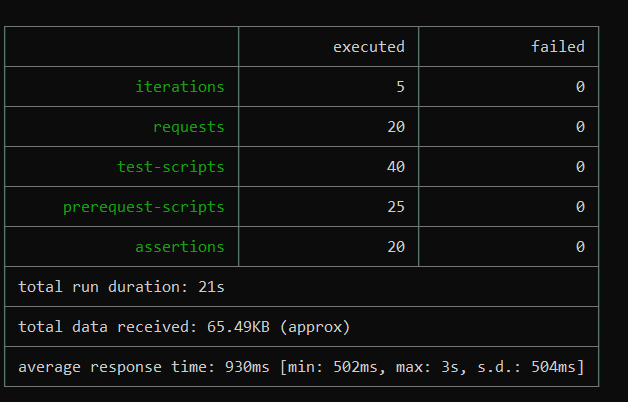 executed failed
iterations 5 0
requests 20 0
test-scripts 40 0
prerequest-scripts 25 0
assertions 20 0
total run duration: 21s
total data received: 65.49KB (approx)
average response time: 930ms [min: 502ms, max: 3s, s.d.: 504ms]